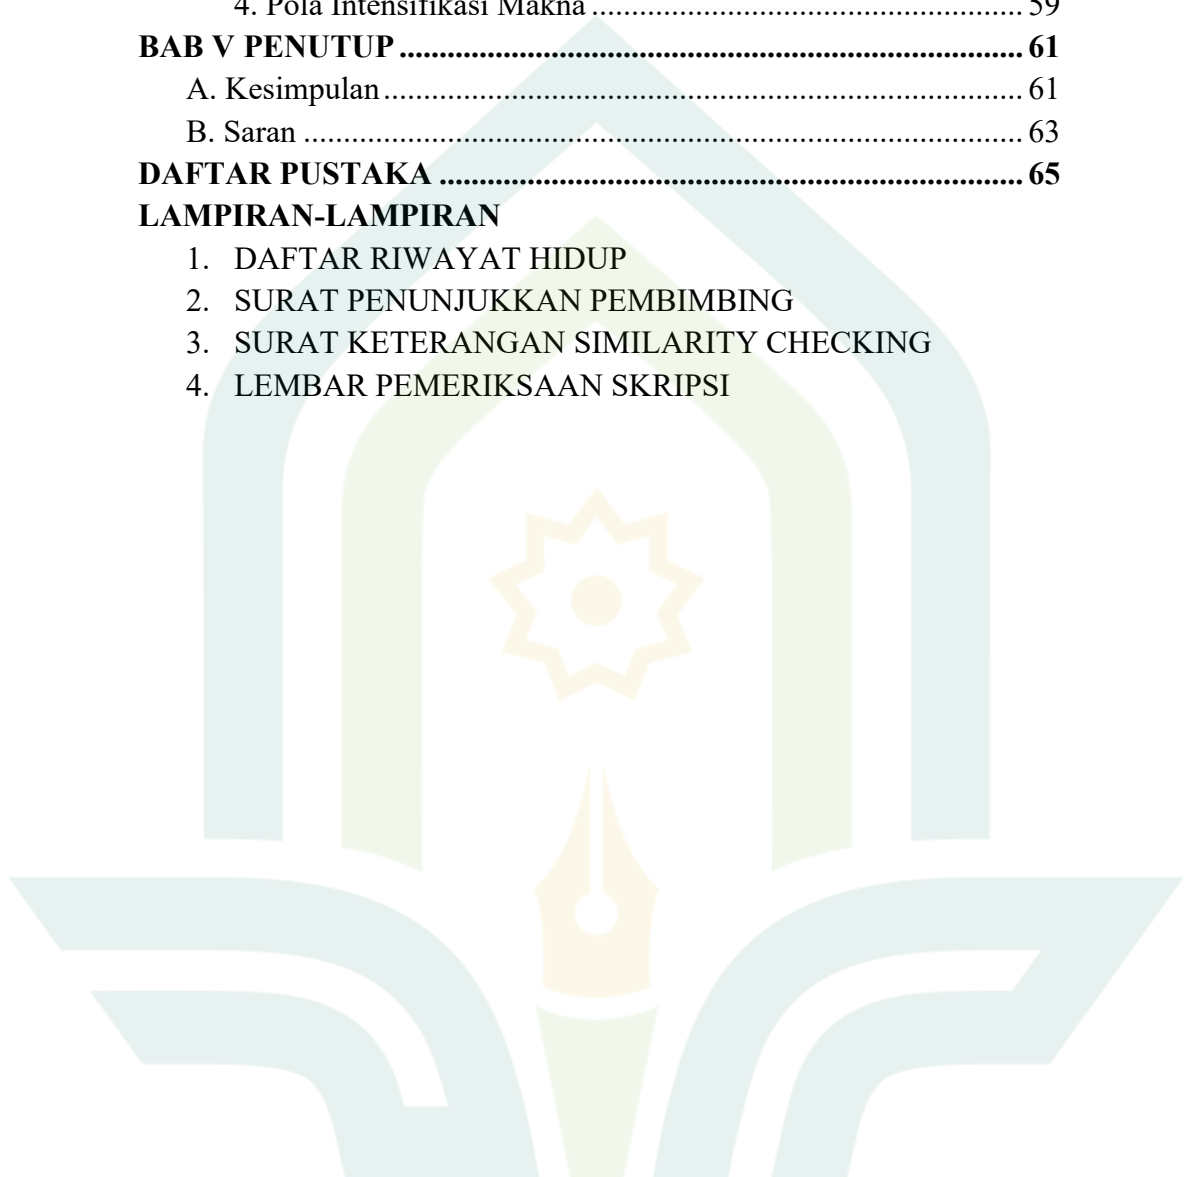 4. Pola Intensifikasi Makna ..................................................... 59
BAB V PENUTUP ............................................................................. 61
A. Kesimpulan ............................................................................... 61
B. Saran ......................................................................................... 63
DAFTAR PUSTAKA ........................................................................ 65
LAMPIRAN-LAMPIRAN
1. DAFTAR RIWAYAT HIDUP
2. SURAT PENUNJUKKAN PEMBIMBING
3. SURAT KETERANGAN SIMILARITY CHECKING
4. LEMBAR PEMERIKSAAN SKRIPSI